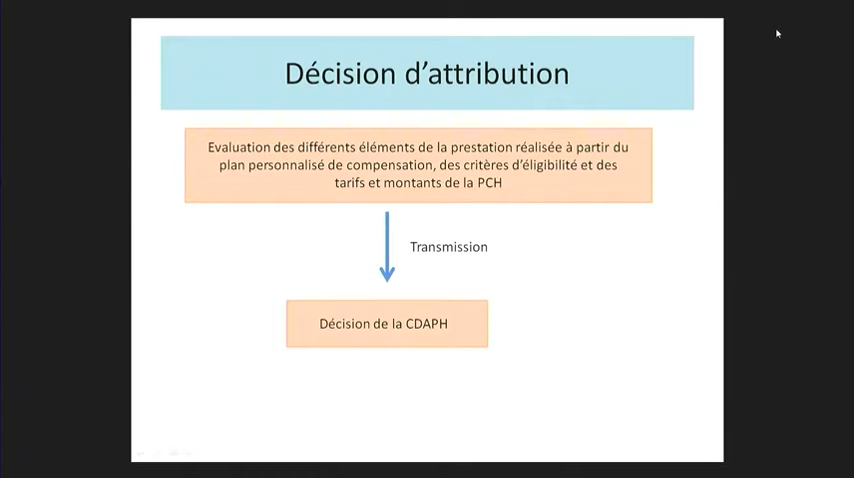 Décision d’attribution
Evaluation des différents éléments de la prestation réalisée à partir du
plan personnalisé de compensation, des critères d’éligibilité et des
tarifs et montants de la PCH
Transmission
Décision de la CDAPH